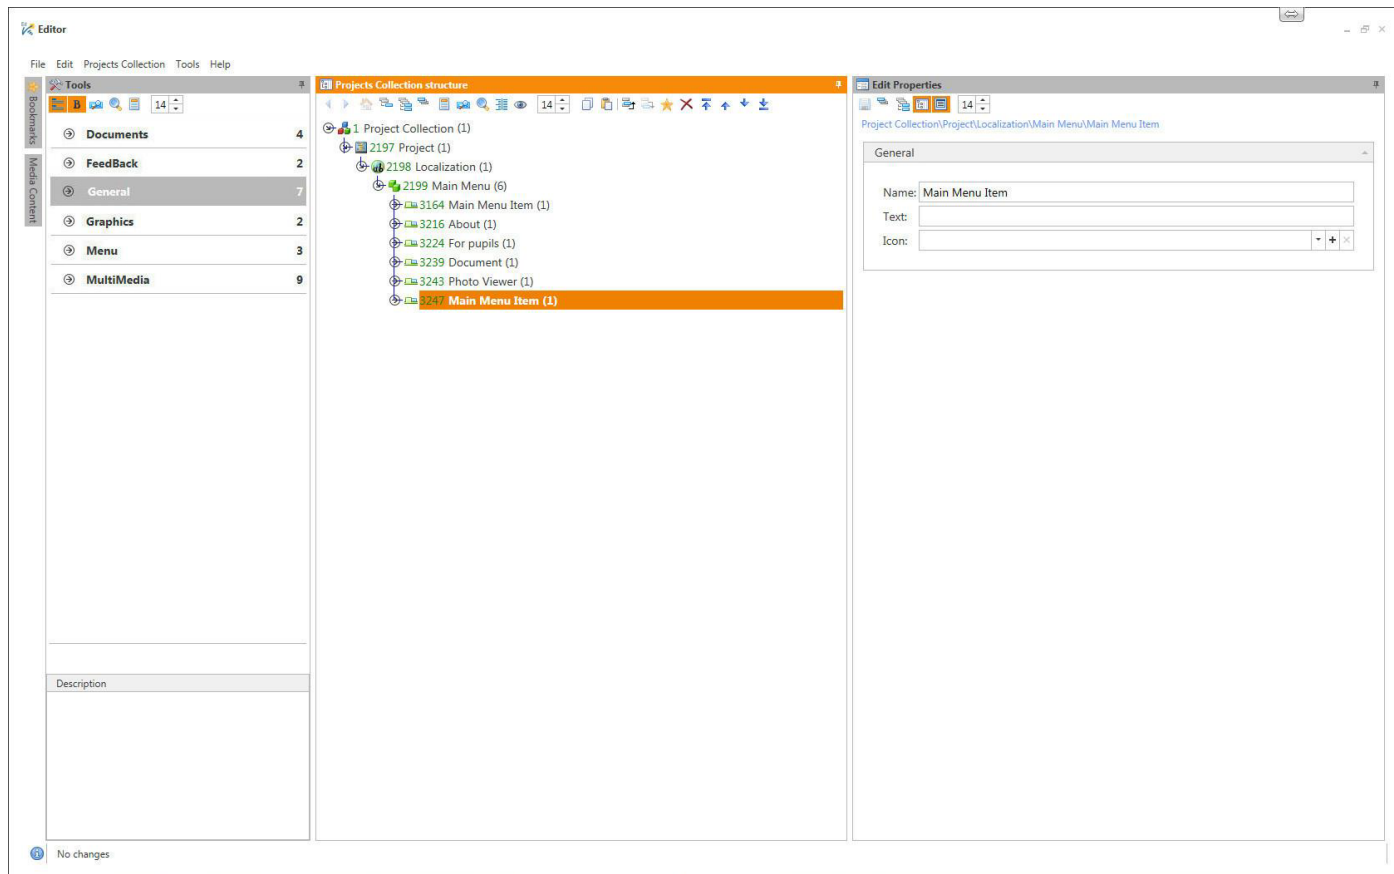 Editor
File Edit Projects Collection Tools Help
Bookmarks
Media Content
Tools
B 14
Documents 4
FeedBack 2
General 7
Graphics 2
Menu 3
MultiMedia 9
Description
Projects Collection structure
14
1 Project Collection (1)
2197 Project (1)
2198 Localization (1)
2199 Main Menu (6)
3164 Main Menu Item (1)
3216 About (1)
3224 For pupils (1)
3239 Document (1)
3243 Photo Viewer (1)
3247 Main Menu Item (1)
Edit Properties
14
Project Collection\Project\Localization\Main Menu\Main Menu Item
General
Name: Main Menu Item
Text:
Icon:
No changes